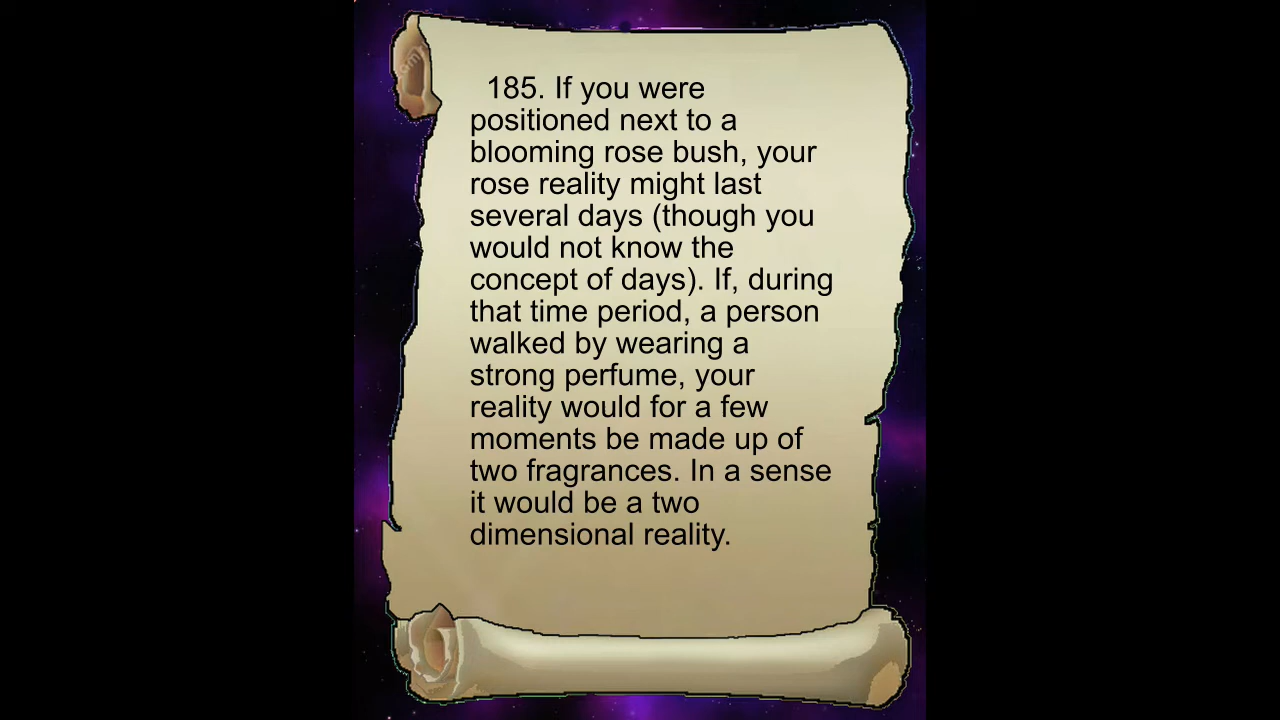 185. If you were
positioned next to a
blooming rose bush, your
rose reality might last
several days (though you
would not know the
concept of days). If, during
that time period, a person
walked by wearing a
strong perfume, your
reality would for a few
moments be made up of
two fragrances. In a sense
it would be a two
dimensional reality.